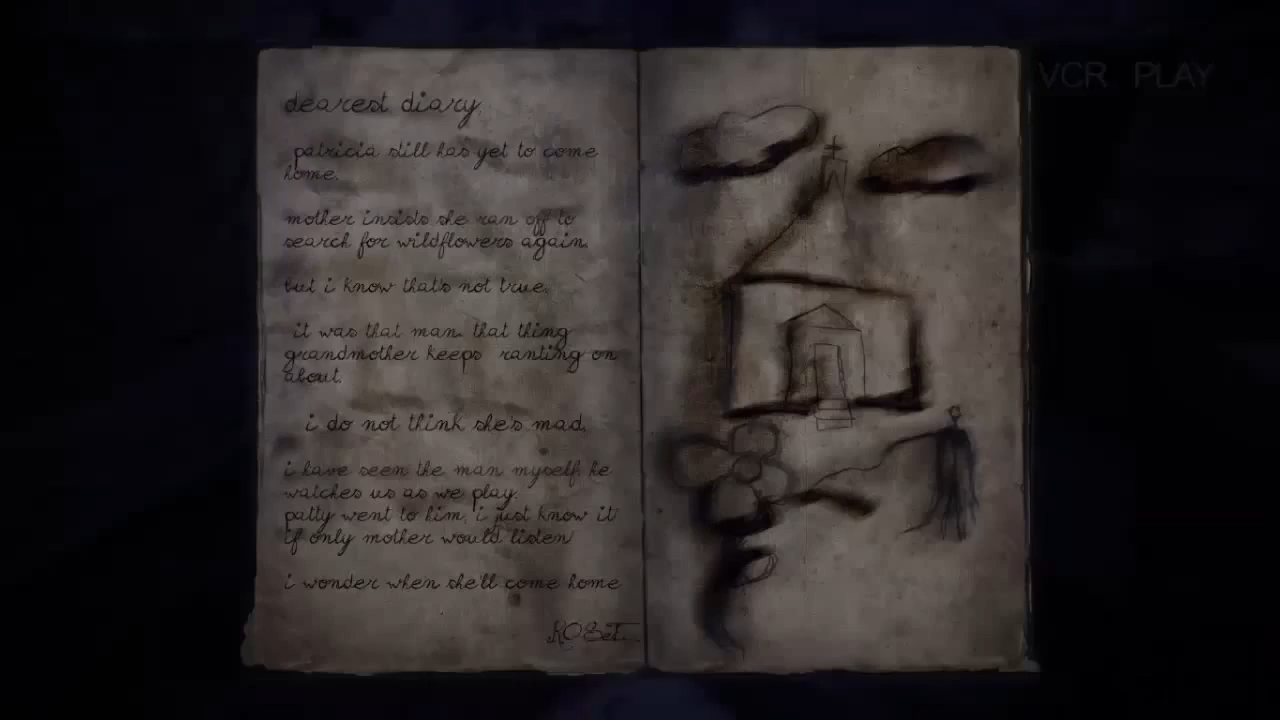 VCR PLAY
dearest diary,
patricia still has yet to come
home.
mother insists she ran off to
search for wildflowers again.
but i know that's not true.
it was that man. that thing
grandmother keeps ranting on
about.
i do not think she's mad.
i have seen the man myself. he
watches us as we play.
patty went to him, i just know it
if only mother would listen
i wonder when she'll come home